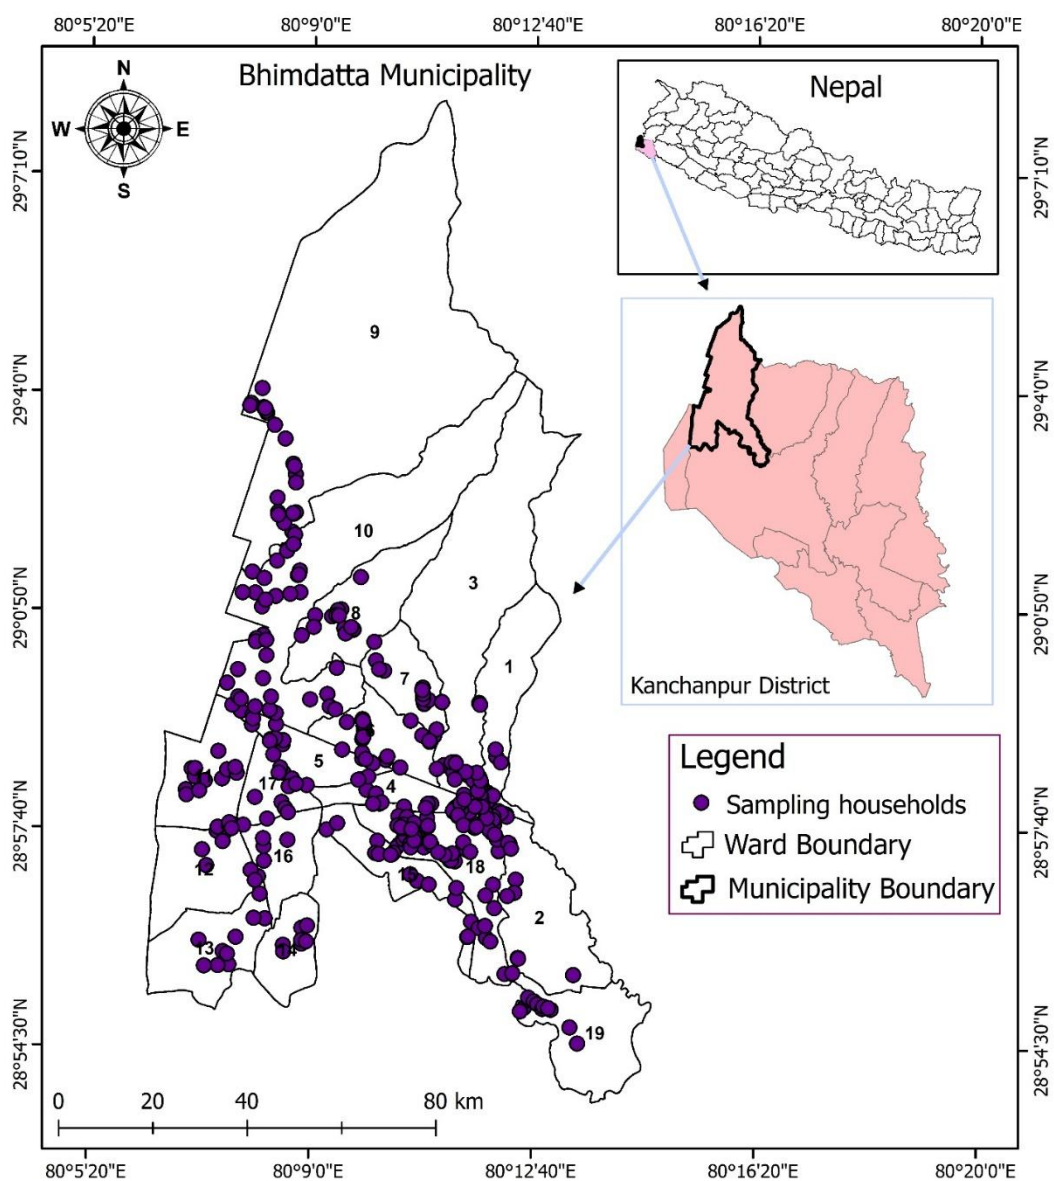 80°5'20"E 80°9'0"E 80°12'40"E 80°16'20"E 80°20'0"E
Bhimdatta Municipality
N
W E
S
Nepal
29°7'10"N
29°7'10"N
9
29°4'0"N
29°4'0"N
10
3
29°0'50"N
29°0'50"N
8
1
7
Kanchanpur District
6
5
11
17
4
28°57'40"N
28°57'40"N
16
12
18
15
2
13
14
19
28°54'30"N
28°54'30"N
Legend
Sampling households
Ward Boundary
Municipality Boundary
0 20 40 80 km
80°5'20"E 80°9'0"E 80°12'40"E 80°16'20"E 80°20'0"E